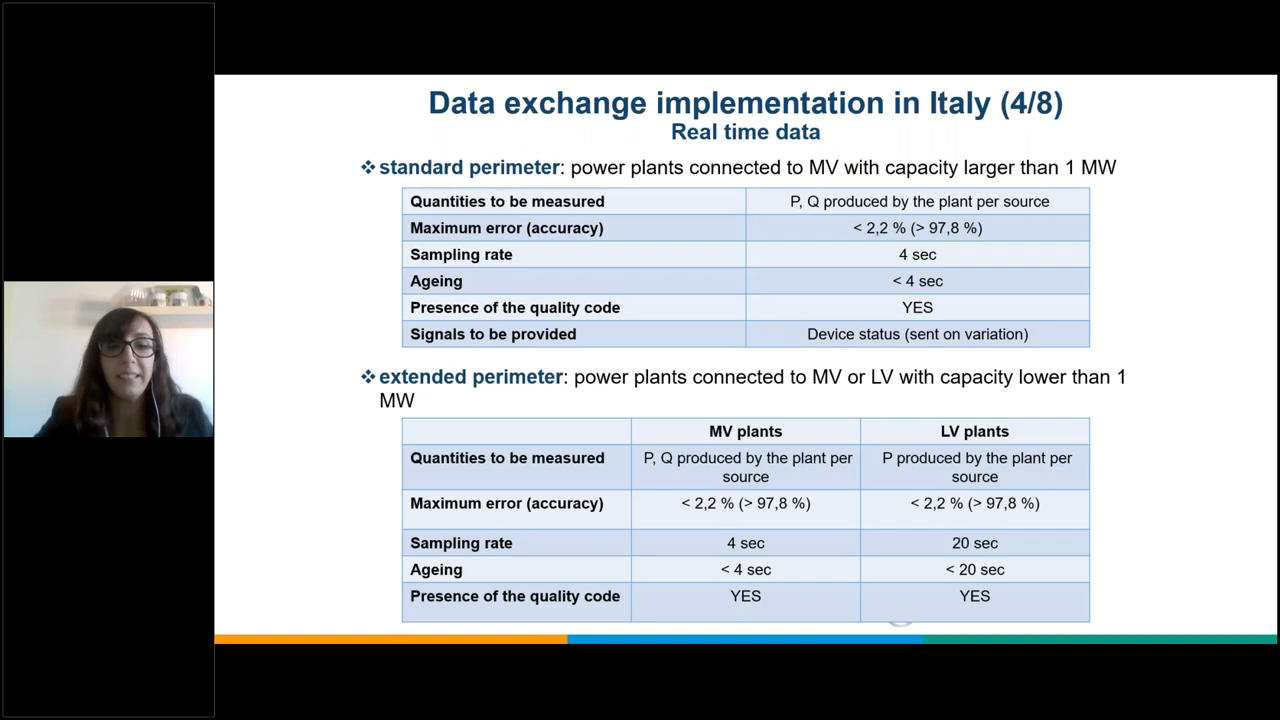 Data exchange implementation in Italy (4/8)
Real time data
❖ standard perimeter: power plants connected to MV with capacity larger than 1 MW
Quantities to be measured P, Q produced by the plant per source
Maximum error (accuracy) < 2,2 % (> 97,8 %)
Sampling rate 4 sec
Ageing < 4 sec
Presence of the quality code YES
Signals to be provided Device status (sent on variation)
❖ extended perimeter: power plants connected to MV or LV with capacity lower than 1
MW
MV plants LV plants
Quantities to be measured P, Q produced by the plant per P produced by the plant per
source source
Maximum error (accuracy) < 2,2 % (> 97,8 %) < 2,2 % (> 97,8 %)
Sampling rate 4 sec 20 sec
Ageing < 4 sec < 20 sec
Presence of the quality code YES YES